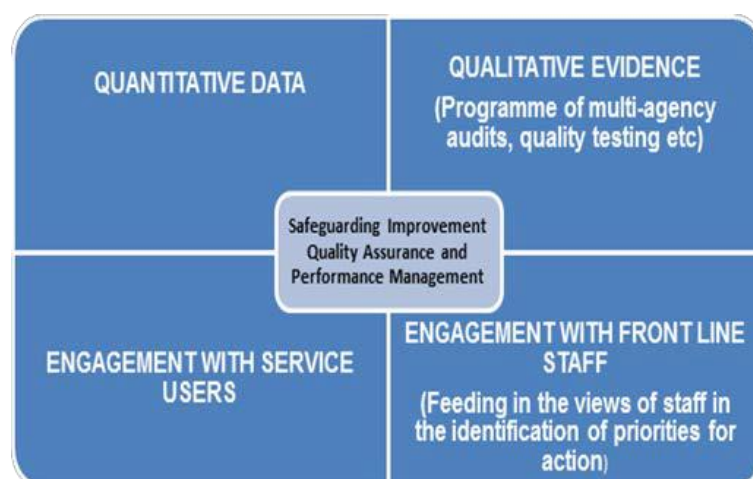 QUANTITATIVE DATA
QUALITATIVE EVIDENCE
(Programme of multi-agency
audits, quality testing etc)
Safeguarding Improvement
Quality Assurance and
Performance Management
ENGAGEMENT WITH SERVICE
USERS
ENGAGEMENT WITH FRONT LINE
STAFF
(Feeding in the views of staff in
the identification of priorities for
action)